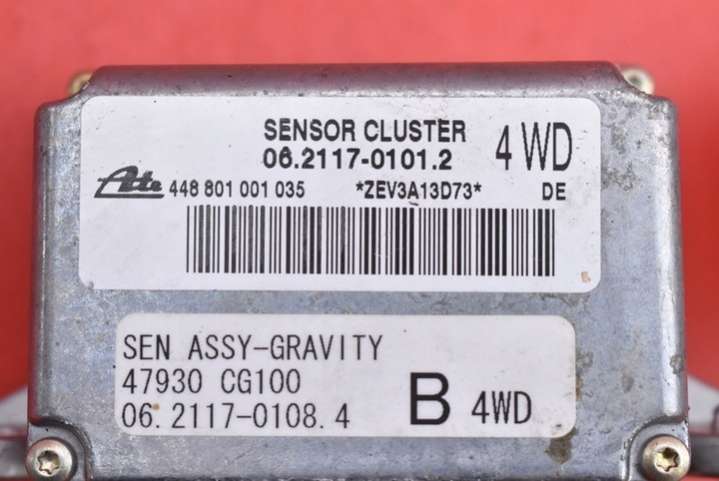 SENSOR CLUSTER
06.2117-0101.2 4 WD
Ate 448 801 001 035 *ZEV3A13D73* DE
SEN ASSY-GRAVITY
47930 CG100
06.2117-0108.4 B 4WD